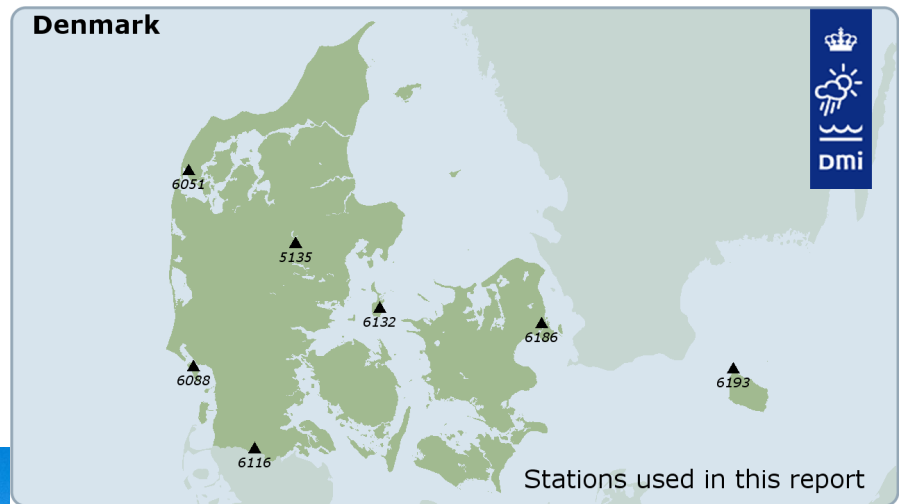 Denmark
DMi
6051
5135
6132
6186
6088
6193
6116
Stations used in this report